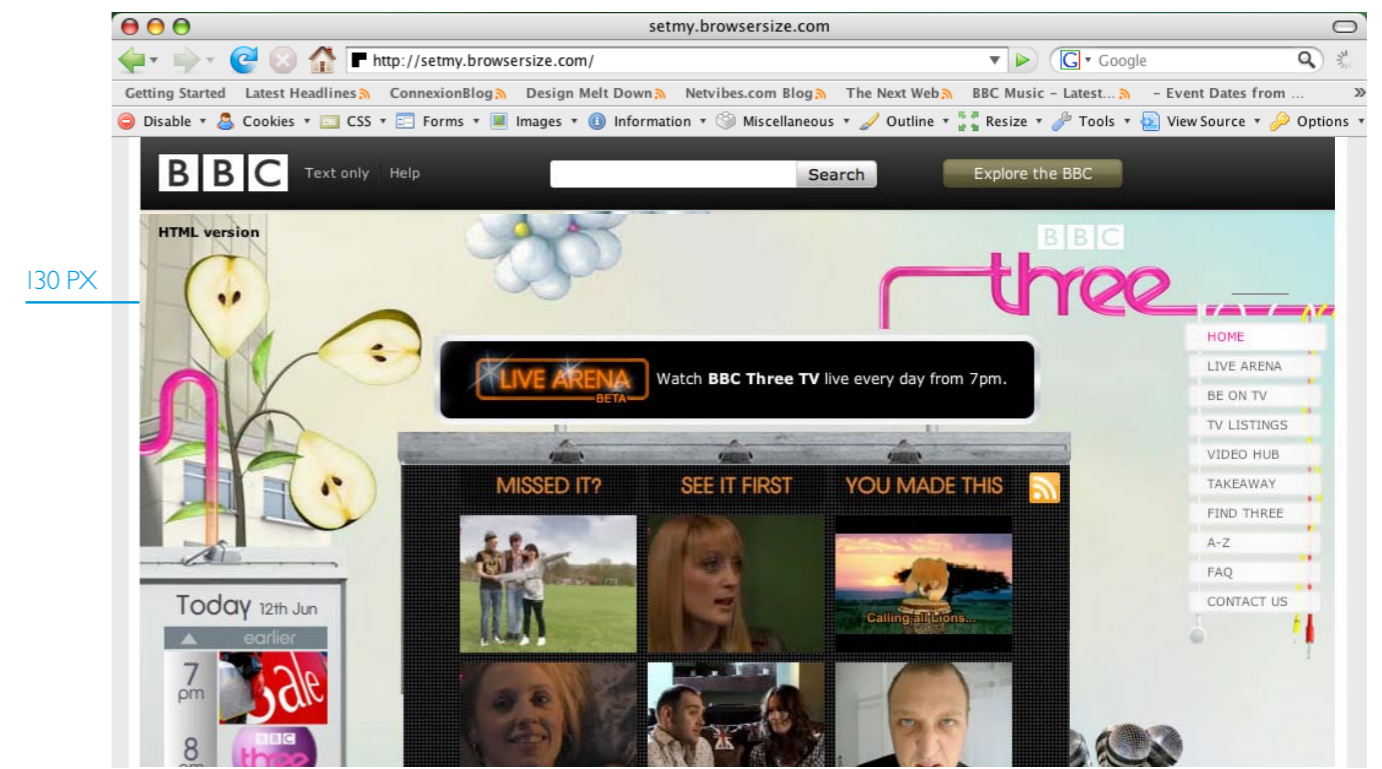 setmy.browsersize.com
http://setmy.browsersize.com/
Google
Getting Started Latest Headlines ConnexionBlog Design Melt Down Netvibes.com Blog The Next Web BBC Music – Latest... – Event Dates from ... »
Disable Cookies CSS Forms Images Information Miscellaneous Outline Resize Tools View Source Options
BBC Text only Help Search Explore the BBC
HTML version
BBC
three
130 PX
HOME
LIVE ARENA
BE ON TV
TV LISTINGS
VIDEO HUB
TAKEAWAY
FIND THREE
A-Z
FAQ
CONTACT US
LIVE ARENA
BETA
Watch BBC Three TV live every day from 7pm.
MISSED IT? SEE IT FIRST YOU MADE THIS
Calling all Lions...
Today 12th Jun
earlier
7
pm
Sale
8
pm
BBC
three